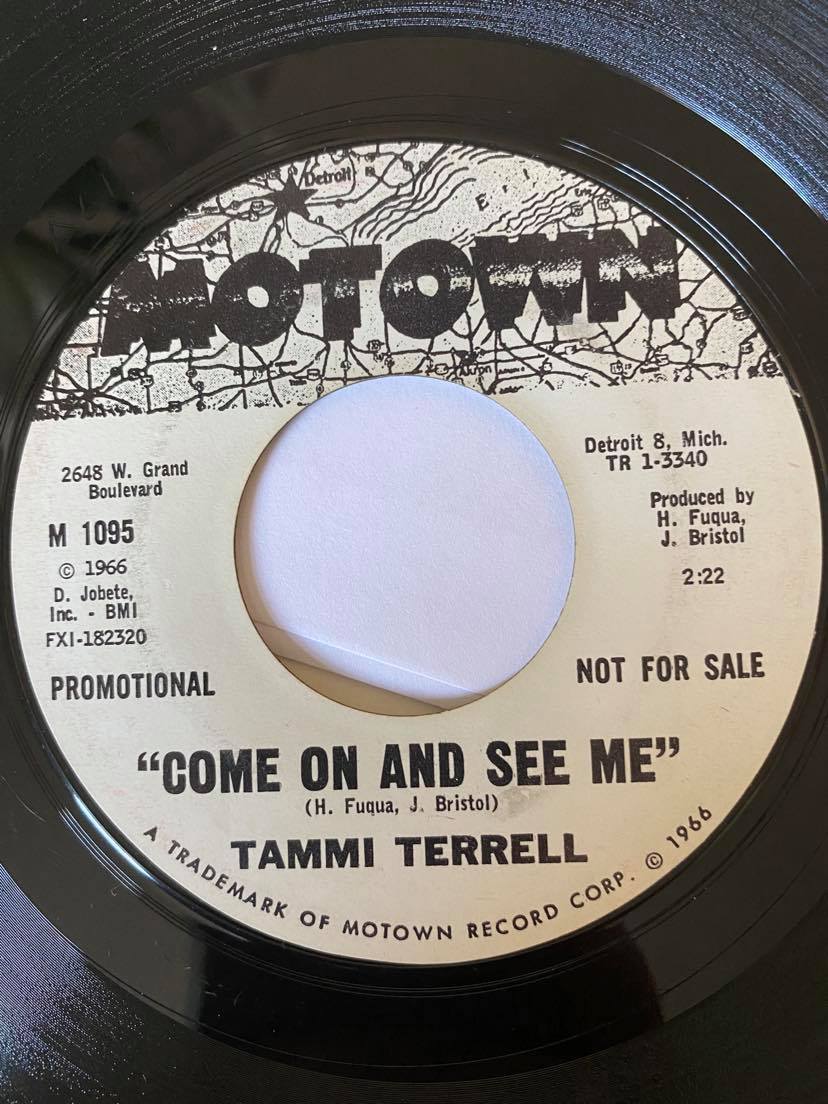 Detroit
Eri
MOTOWN
Akron
2648 W. Grand
Boulevard
M 1095
© 1966
D. Jobete,
Inc. - BMI
FXI-182320
PROMOTIONAL
Detroit 8, Mich.
TR 1-3340
Produced by
H. Fuqua,
J. Bristol
2:22
NOT FOR SALE
"COME ON AND SEE ME"
(H. Fuqua, J. Bristol)
TAMMI TERRELL
A TRADEMARK OF MOTOWN RECORD CORP. © 1966